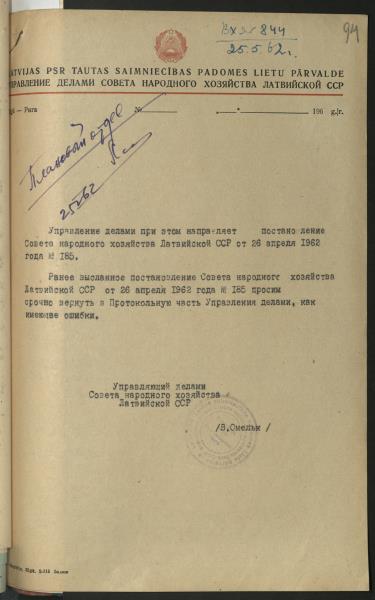 Вх № 844
25.5.62.
94
LATVIJAS PSR TAUTAS SAIMNIECĪBAS PADOMES LIETU PĀRVALDE
УПРАВЛЕНИЕ ДЕЛАМИ СОВЕТА НАРОДНОГО ХОЗЯЙСТВА ЛАТВИЙСКОЙ ССР
— Рига
№
196 g./г.
Плановый отдел
25/V 62
Управление делами при этом направляет постановление
Совета народного хозяйства Латвийской ССР от 26 апреля 1962
года № 185.
Ранее высланное постановление Совета народного хозяйства
Латвийской ССР от 26 апреля 1962 года № 185 просим
срочно вернуть в Протокольную часть Управления делами, как
имеющие ошибки.
Управляющий делами
Совета народного хозяйства
Латвийской ССР
/В.Омельк /